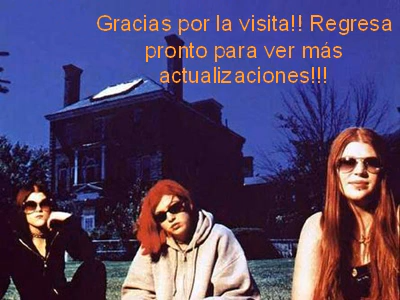 Gracias por la visita!! Regresa
pronto para ver más
actualizaciones!!!